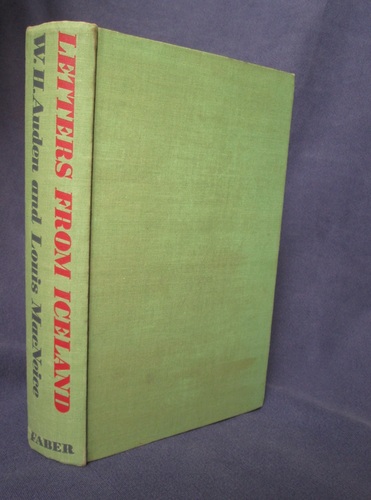 LETTERS FROM ICELAND
W.H.Auden and Louis MacNeice
FABER